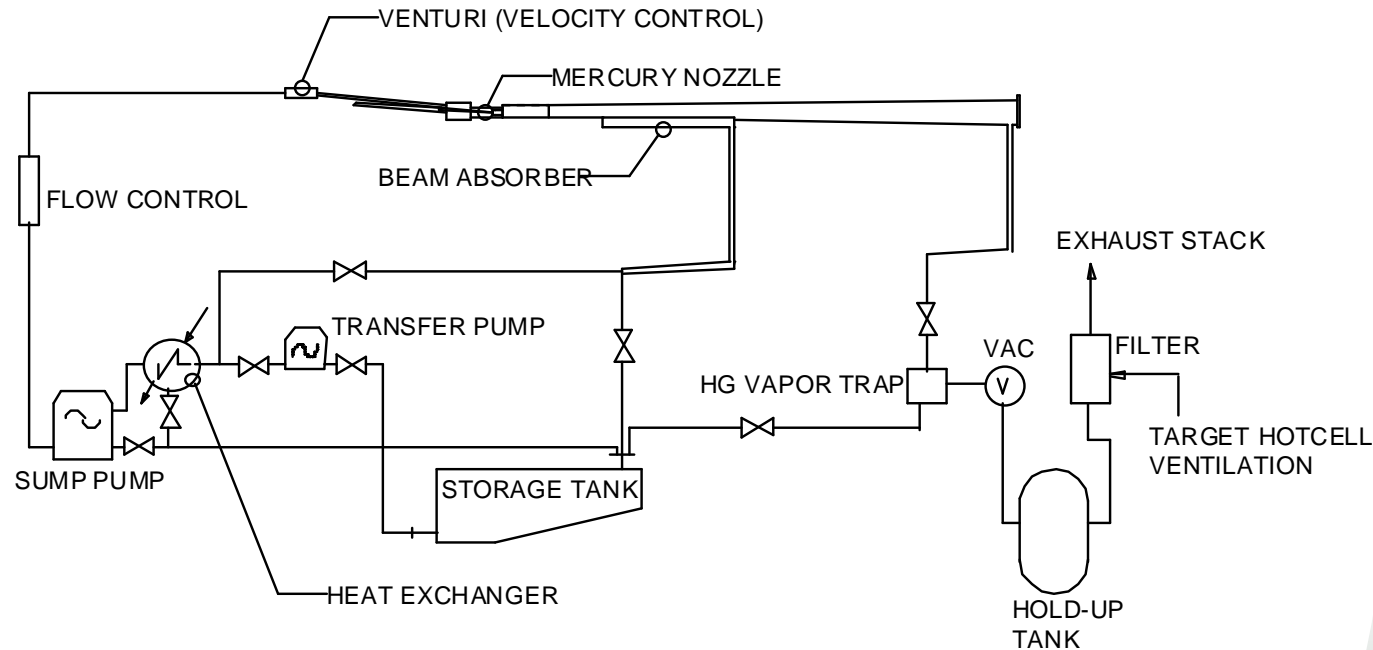 VENTURI (VELOCITY CONTROL)
MERCURY NOZZLE
BEAM ABSORBER
FLOW CONTROL
EXHAUST STACK
TRANSFER PUMP
VAC
FILTER
HG VAPOR TRAP
V
TARGET HOTCELL
VENTILATION
SUMP PUMP
STORAGE TANK
HEAT EXCHANGER
HOLD-UP
TANK